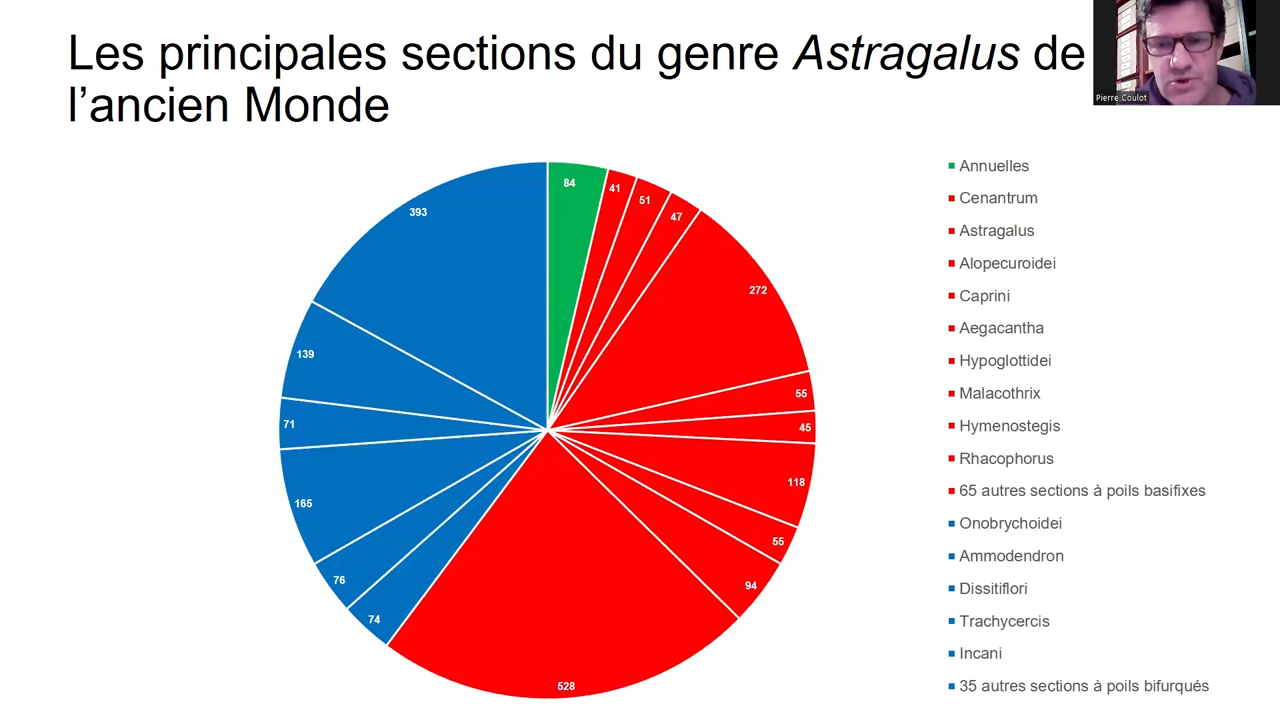 Les principales sections du genre Astragalus de
l’ancien Monde
Pierre Coulot
84
41
51
47
272
55
45
118
55
94
528
74
76
165
71
139
393
Annuelles
Cenantrum
Astragalus
Alopecuroidei
Caprini
Aegacantha
Hypoglottidei
Malacothrix
Hymenostegis
Rhacophorus
65 autres sections à poils basifixes
Onobrychoidei
Ammodendron
Dissitiflori
Trachycercis
Incani
35 autres sections à poils bifurqués